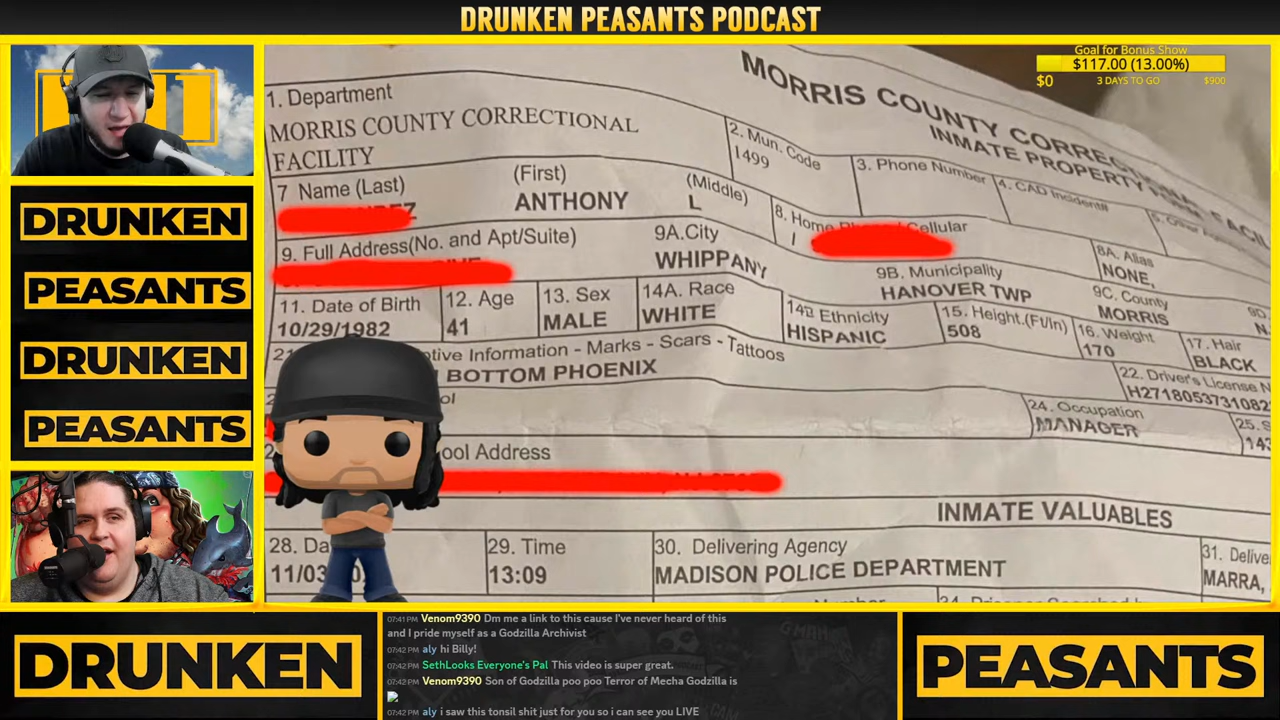 DRUNKEN PEASANTS PODCAST
Goal for Bonus Show
$117.00 (13.00%)
$0
3 DAYS TO GO
$900
DRUNKEN
PEASANTS
DRUNKEN
PEASANTS
MORRIS COUNTY
INMATE PROPERTY
1. Department
MORRIS COUNTY CORRECTIONAL
FACILITY
2. Mun. Code
1499
3. Phone Number
4. CAD Incident#
7 Name (Last)
(First)
ANTHONY
(Middle)
L
8. Home Cellular
8A. Alias
NONE,
9. Full Address(No. and Apt/Suite)
9A.City
WHIPPANY
9B. Municipality
HANOVER TWP
9C. County
MORRIS
11. Date of Birth
10/29/1982
12. Age
41
13. Sex
MALE
14A. Race
WHITE
Ethnicity
HISPANIC
15. Height.(Ft/In)
508
16. Weight
170
17. Hair
BLACK
Information - Marks - Scars - Tattoos
BOTTOM PHOENIX
22. Driver's License
24. Occupation
MANAGER
25.
Address
INMATE VALUABLES
28.
29. Time
13:09
30. Delivering Agency
MADISON POLICE DEPARTMENT
31.
MARRA,
DRUNKEN
07:41 PM Venom9390 Dm me a link to this cause I've never heard of this
and I pride myself as a Godzilla Archivist
07:42 PM aly hi Billy!
07:42 PM SethLooks Everyone's Pal This video is super great.
07:42 PM Venom9390 Son of Godzilla poo poo Terror of Mecha Godzilla is
07:42 PM aly i saw this tonsil shit just for you so i can see you LIVE
PEASANTS